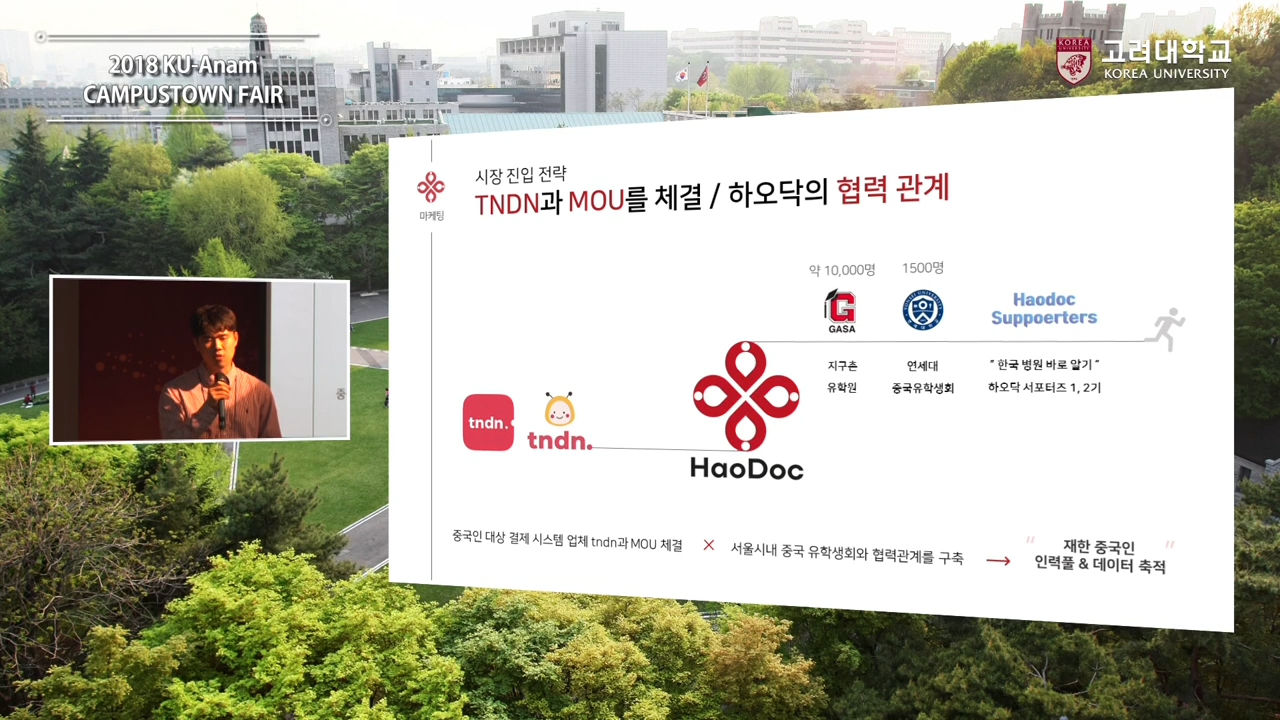 2018 KU-Anam
CAMPUSTOWN FAIR
KOREA
고려대학교
KOREA UNIVERSITY
마케팅
시장 진입 전략
TNDN과 MOU를 체결 / 하오닥의 협력 관계
약 10,000명
1500명
G
GASA
Haodoc
Suppoerters
지구촌
유학원
연세대
중국유학생회
" 한국 병원 바로 알기 "
하오닥 서포터즈 1, 2기
tndn.
tndn.
HaoDoc
중국인 대상 결제 시스템 업체 tndn과 MOU 체결 × 서울시내 중국 유학생회와 협력관계를 구축 → " 재한 중국인
인력풀 & 데이터 축적 "